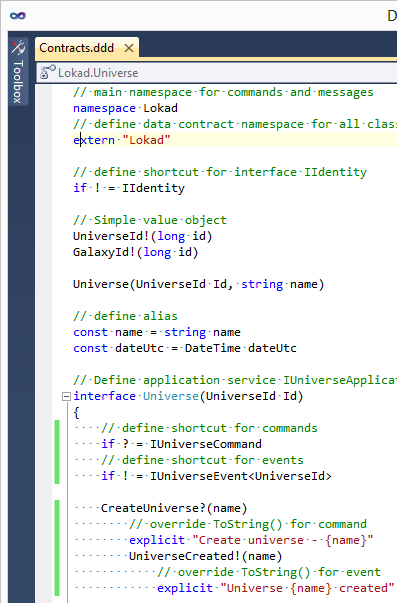 D
Contracts.ddd
Toolbox
Lokad.Universe
// main namespace for commands and messages
namespace Lokad
// define data contract namespace for all clas
extern "Lokad"
// define shortcut for interface IIdentity
if ! = IIdentity
// Simple value object
UniverseId!(long id)
GalaxyId!(long id)
Universe(UniverseId Id, string name)
// define alias
const name = string name
const dateUtc = DateTime dateUtc
// Define application service IUniverseApplicat
interface Universe(UniverseId Id)
{
// define shortcut for commands
if ? = IUniverseCommand
// define shortcut for events
if ! = IUniverseEvent<UniverseId>
CreateUniverse?(name)
// override ToString() for command
explicit "Create universe - {name}"
UniverseCreated!(name)
// override ToString() for event
explicit "Universe {name} created"